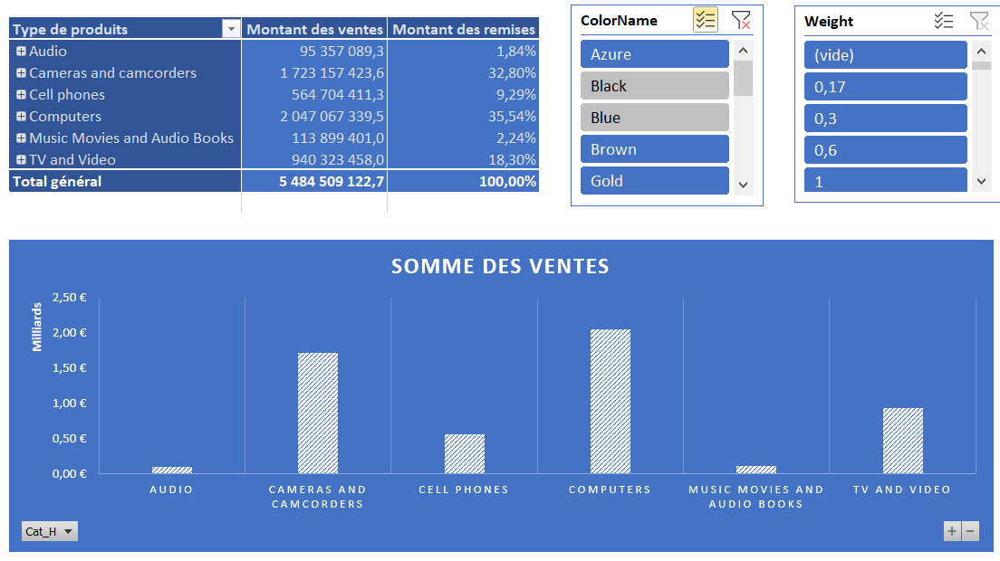 Type de produits Montant des ventes Montant des remises
Audio 95 357 089,3 1,84%
Cameras and camcorders 1 723 157 423,6 32,80%
Cell phones 564 704 411,3 9,29%
Computers 2 047 067 339,5 35,54%
Music Movies and Audio Books 113 899 401,0 2,24%
TV and Video 940 323 458,0 18,30%
Total général 5 484 509 122,7 100,00%
ColorName
Azure
Black
Blue
Brown
Gold
Weight
(vide)
0,17
0,3
0,6
1
SOMME DES VENTES
Milliards
2,50 €
2,00 €
1,50 €
1,00 €
0,50 €
0,00 €
AUDIO
CAMERAS AND
CAMCORDERS
CELL PHONES
COMPUTERS
MUSIC MOVIES AND
AUDIO BOOKS
TV AND VIDEO
Cat_H